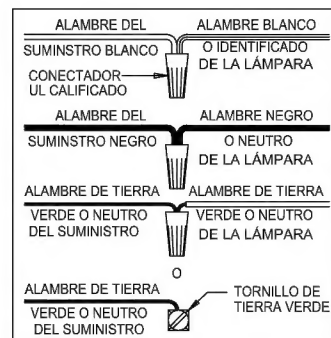 ALAMBRE DEL
SUMINSTRO BLANCO
ALAMBRE BLANCO
O IDENTIFICADO
DE LA LÁMPARA
CONECTADOR
UL CALIFICADO
ALAMBRE DEL
SUMINSTRO NEGRO
ALAMBRE NEGRO
O NEUTRO
DE LA LÁMPARA
ALAMBRE DE TIERRA
VERDE O NEUTRO
DEL SUMINISTRO
ALAMBRE DE TIERRA
VERDE O NEUTRO
DE LA LÁMPARA
O
ALAMBRE DE TIERRA
VERDE O NEUTRO
DEL SUMINISTRO
TORNILLO DE
TIERRA VERDE